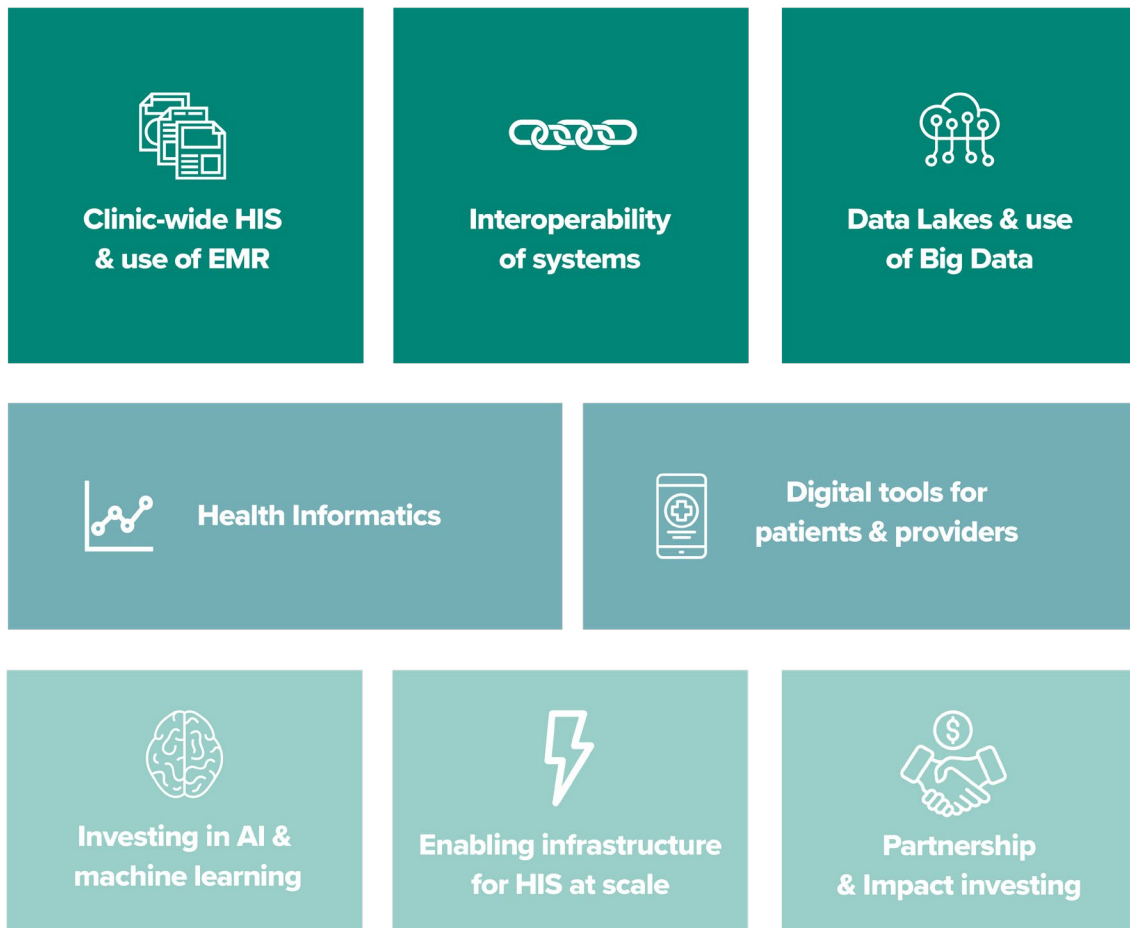 Clinic-wide HIS
& use of EMR
Interoperability
of systems
Data Lakes & use
of Big Data
Health Informatics
Digital tools for
patients & providers
Investing in AI &
machine learning
Enabling infrastructure
for HIS at scale
$
Partnership
& Impact investing